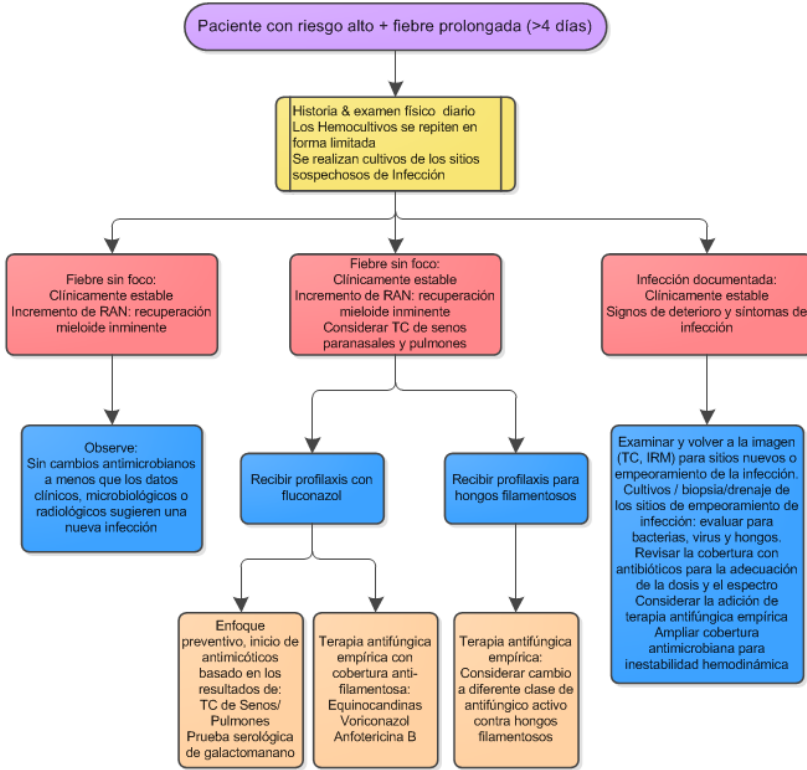 Paciente con riesgo alto + fiebre prolongada (>4 días)
Historia & examen físico diario
Los Hemocultivos se repiten en
forma limitada
Se realizan cultivos de los sitios
sospechosos de Infección
Fiebre sin foco:
Clínicamente estable
Incremento de RAN: recuperación
mieloide inminente
Fiebre sin foco:
Clínicamente estable
Incremento de RAN: recuperación
mieloide inminente
Considerar TC de senos
paranasales y pulmones
Infección documentada:
Clínicamente estable
Signos de deterioro y síntomas de
infección
Observe:
Sin cambios antimicrobianos
a menos que los datos
clínicos, microbiológicos o
radiológicos sugieren una
nueva infección
Recibir profilaxis con
fluconazol
Recibir profilaxis para
hongos filamentosos
Examinar y volver a la imagen
(TC, IRM) para sitios nuevos o
empeoramiento de la infección.
Cultivos / biopsia/drenaje de
los sitios de empeoramiento de
infección: evaluar para
bacterias, virus y hongos.
Revisar la cobertura con
antibióticos para la adecuación
de la dosis y el espectro
Considerar la adición de
terapia antifúngica empírica
Ampliar cobertura
antimicrobiana para
inestabilidad hemodinámica
Enfoque
preventivo, inicio de
antimicóticos
basado en los
resultados de:
TC de Senos/
Pulmones
Prueba serológica
de galactomanano
Terapia antifúngica
empírica con
cobertura anti-
filamentosa:
Equinocandinas
Voriconazol
Anfotericina B
Terapia antifúngica
empírica:
Considerar cambio
a diferente clase de
antifúngico activo
contra hongos
filamentosos